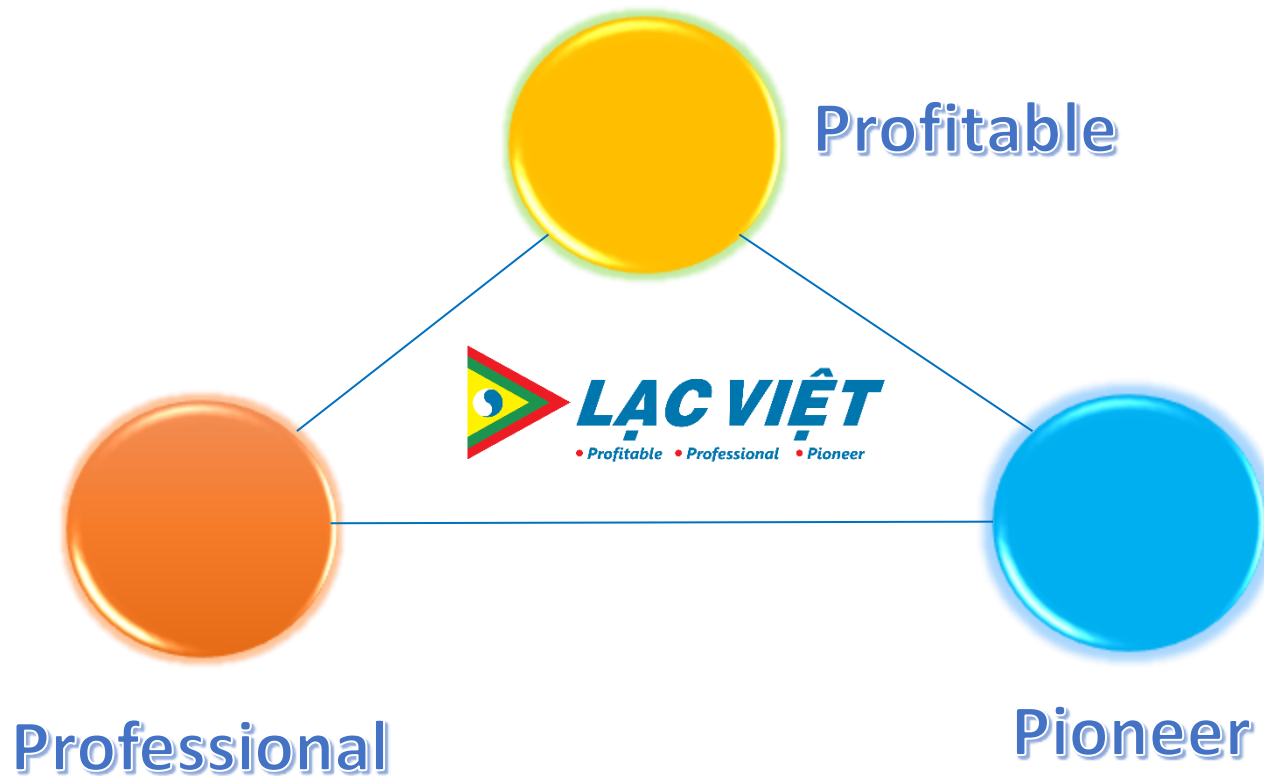 Profitable
LẠC VIỆT
• Profitable • Professional • Pioneer
Pioneer
Professional